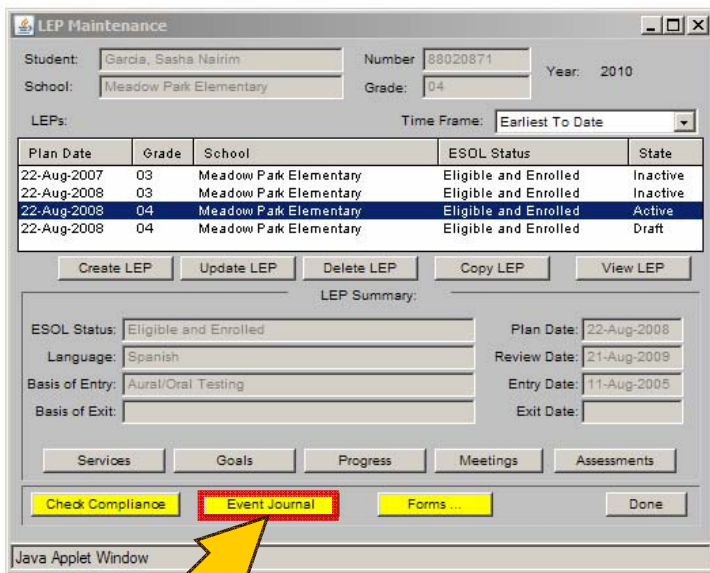 LEP Maintenance
Student: Garcia, Sasha Nairim Number 88020871 Year: 2010
School: Meadow Park Elementary Grade: 04
LEPs: Time Frame: Earliest To Date
Plan Date Grade School ESOL Status State
22-Aug-2007 03 Meadow Park Elementary Eligible and Enrolled Inactive
22-Aug-2008 03 Meadow Park Elementary Eligible and Enrolled Inactive
22-Aug-2008 04 Meadow Park Elementary Eligible and Enrolled Active
22-Aug-2008 04 Meadow Park Elementary Eligible and Enrolled Draft
Create LEP Update LEP Delete LEP Copy LEP View LEP
LEP Summary:
ESOL Status: Eligible and Enrolled Plan Date: 22-Aug-2008
Language: Spanish Review Date: 21-Aug-2009
Basis of Entry: Aural/Oral Testing Entry Date: 11-Aug-2005
Basis of Exit: Exit Date:
Services Goals Progress Meetings Assessments
Check Compliance Event Journal Forms ... Done
Java Applet Window